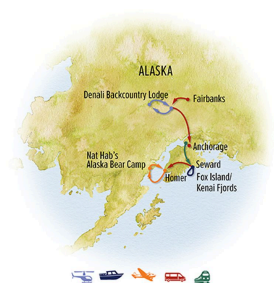 ALASKA
Denali Backcountry Lodge
Fairbanks
Anchorage
Nat Hab's
Alaska Bear Camp
Seward
Homer
Fox Island/
Kenai Fjords